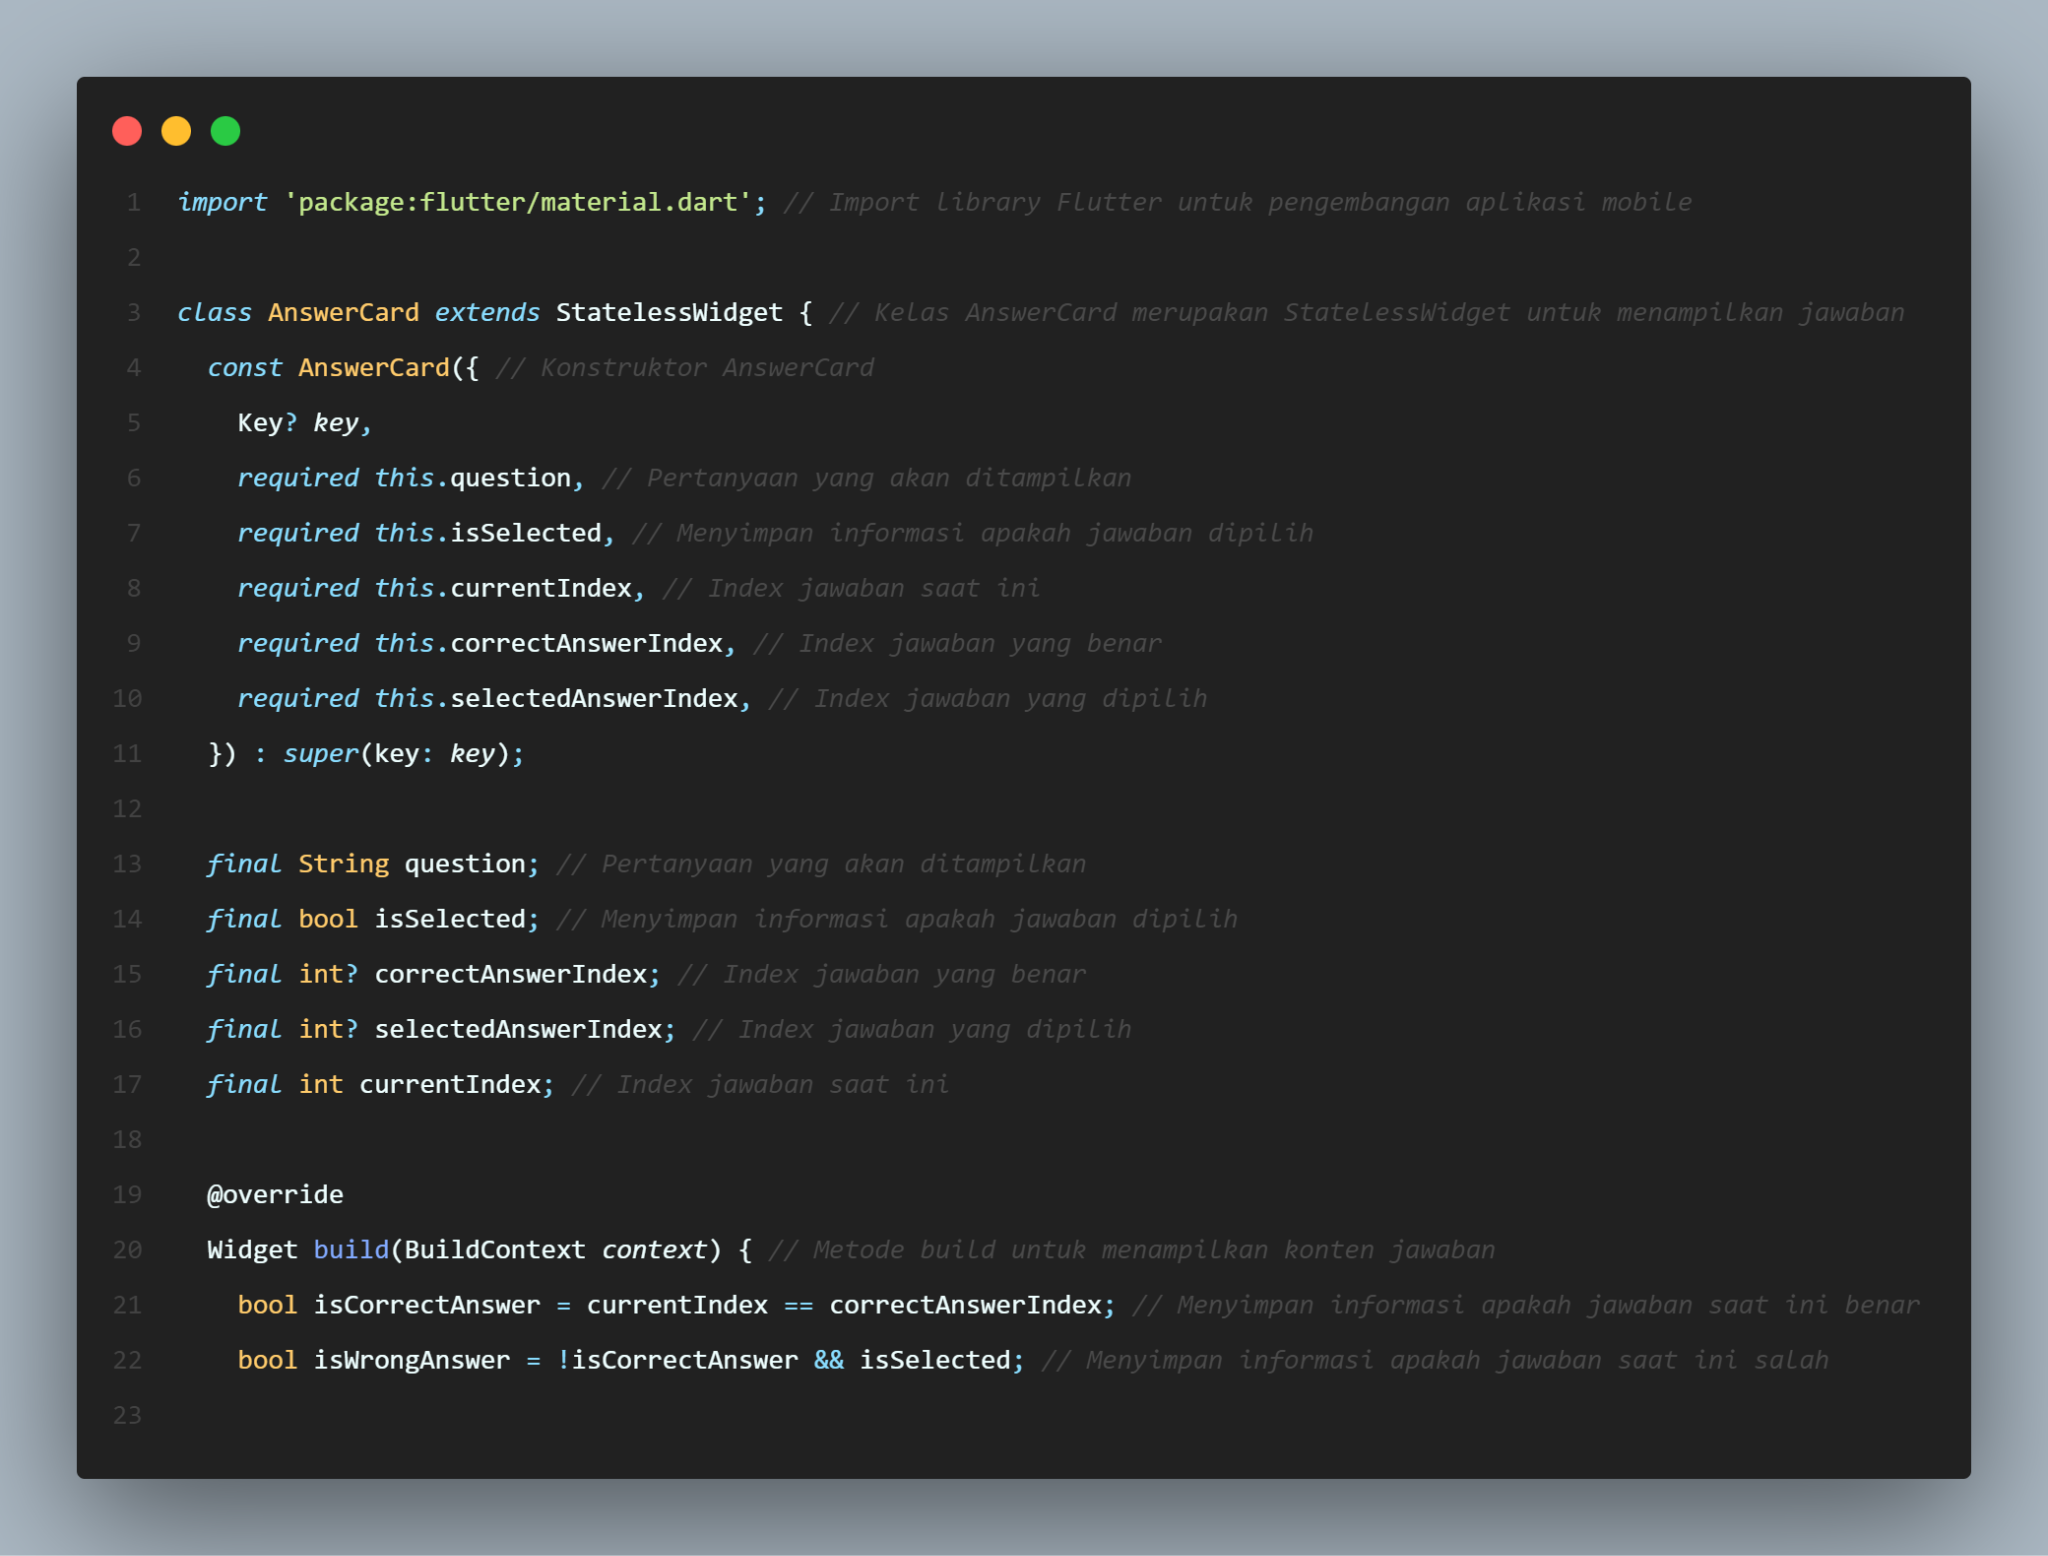 1 import 'package:flutter/material.dart'; // Import library Flutter untuk pengembangan aplikasi mobile
2
3 class AnswerCard extends StatelessWidget { // Kelas AnswerCard merupakan StatelessWidget untuk menampilkan jawaban
4   const AnswerCard({ // Konstruktor AnswerCard
5     Key? key,
6     required this.question, // Pertanyaan yang akan ditampilkan
7     required this.isSelected, // Menyimpan informasi apakah jawaban dipilih
8     required this.currentIndex, // Index jawaban saat ini
9     required this.correctAnswerIndex, // Index jawaban yang benar
10     required this.selectedAnswerIndex, // Index jawaban yang dipilih
11   }) : super(key: key);
12
13   final String question; // Pertanyaan yang akan ditampilkan
14   final bool isSelected; // Menyimpan informasi apakah jawaban dipilih
15   final int? correctAnswerIndex; // Index jawaban yang benar
16   final int? selectedAnswerIndex; // Index jawaban yang dipilih
17   final int currentIndex; // Index jawaban saat ini
18
19   @override
20   Widget build(BuildContext context) { // Metode build untuk menampilkan konten jawaban
21     bool isCorrectAnswer = currentIndex == correctAnswerIndex; // Menyimpan informasi apakah jawaban saat ini benar
22     bool isWrongAnswer = !isCorrectAnswer && isSelected; // Menyimpan informasi apakah jawaban saat ini salah
23